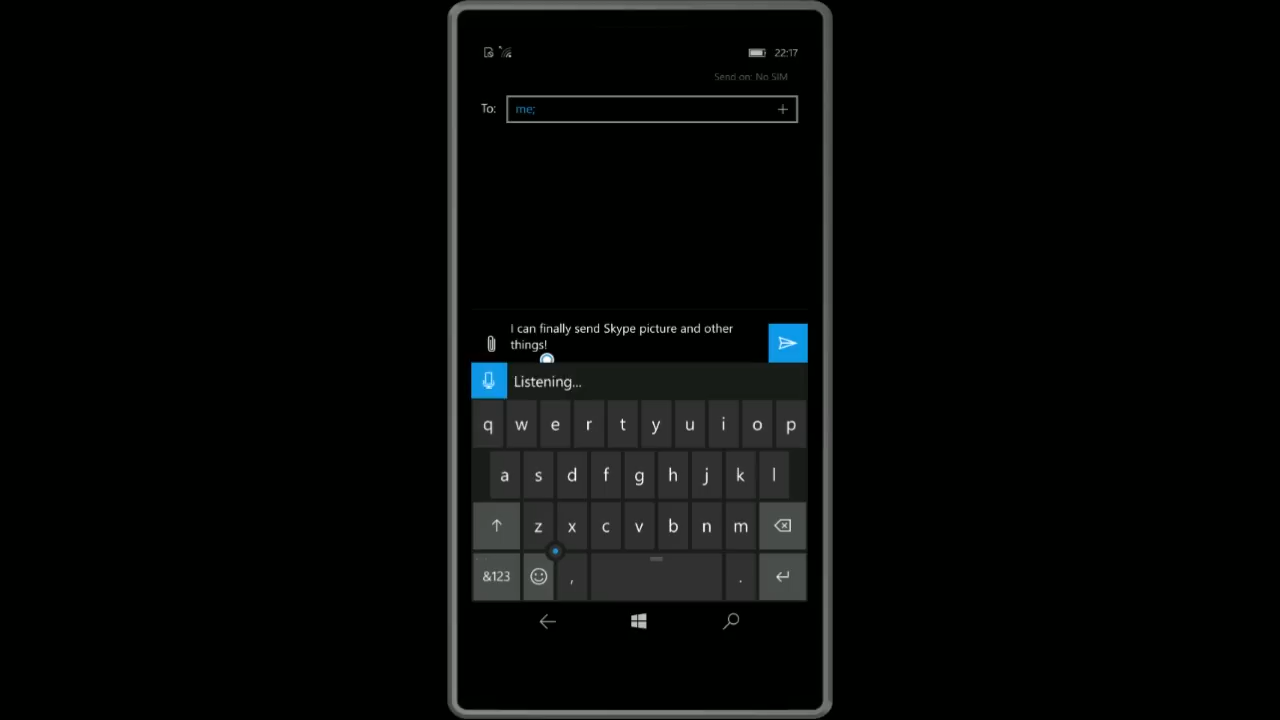 22:17
Send on: No SIM
To: me; +
I can finally send Skype picture and other
things!
Listening...
q w e r t y u i o p
a s d f g h j k l
z x c v b n m
&123 , .